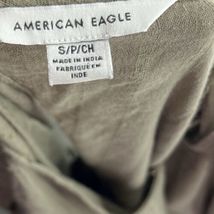 AMERICAN EAGLE
S/P/CH
MADE IN INDIA
FABRIQUÉ EN
INDE